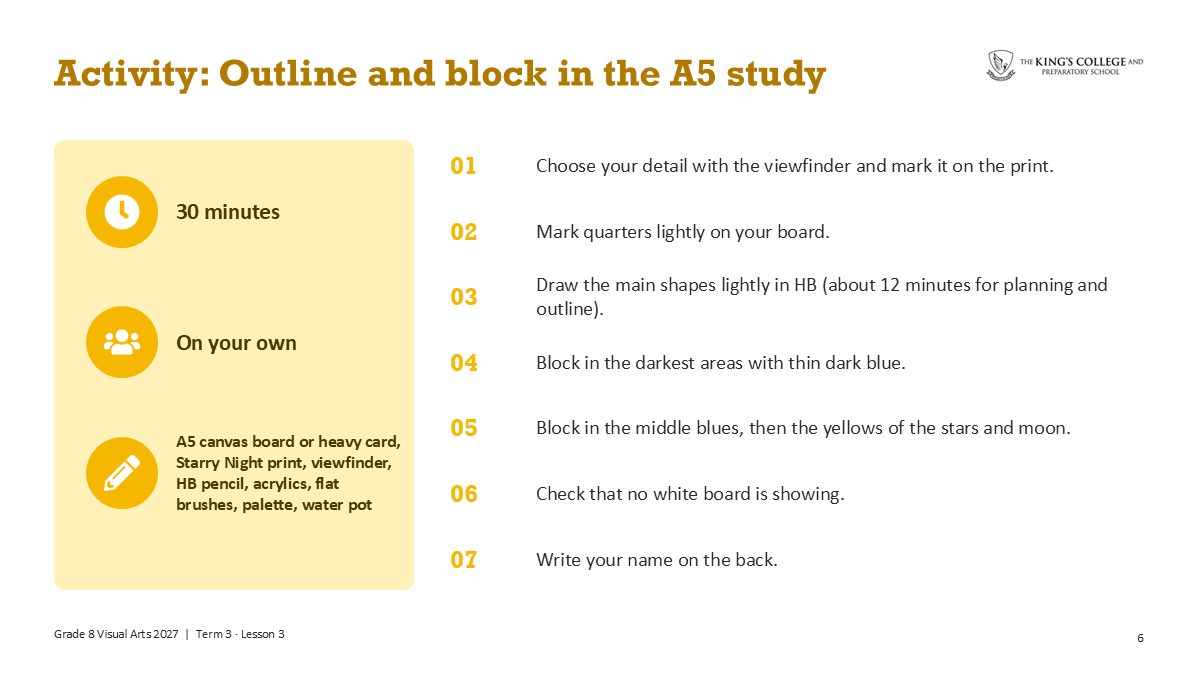 Activity: Outline and block in the A5 study
THE KING'S COLLEGE AND
PREPARATORY SCHOOL
30 minutes
On your own
A5 canvas board or heavy card,
Starry Night print, viewfinder,
HB pencil, acrylics, flat
brushes, palette, water pot
01 Choose your detail with the viewfinder and mark it on the print.
02 Mark quarters lightly on your board.
03 Draw the main shapes lightly in HB (about 12 minutes for planning and
outline).
04 Block in the darkest areas with thin dark blue.
05 Block in the middle blues, then the yellows of the stars and moon.
06 Check that no white board is showing.
07 Write your name on the back.
Grade 8 Visual Arts 2027 | Term 3 · Lesson 3
6